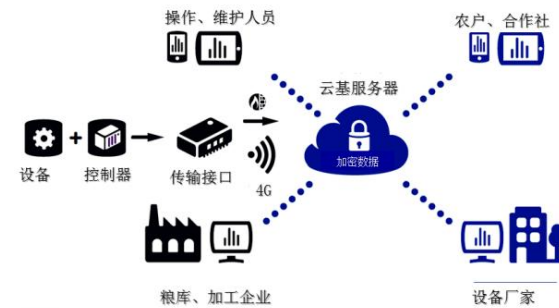 操作、维护人员
农户、合作社
云基服务器
加密数据
设备
控制器
传输接口
4G
粮库、加工企业
设备厂家